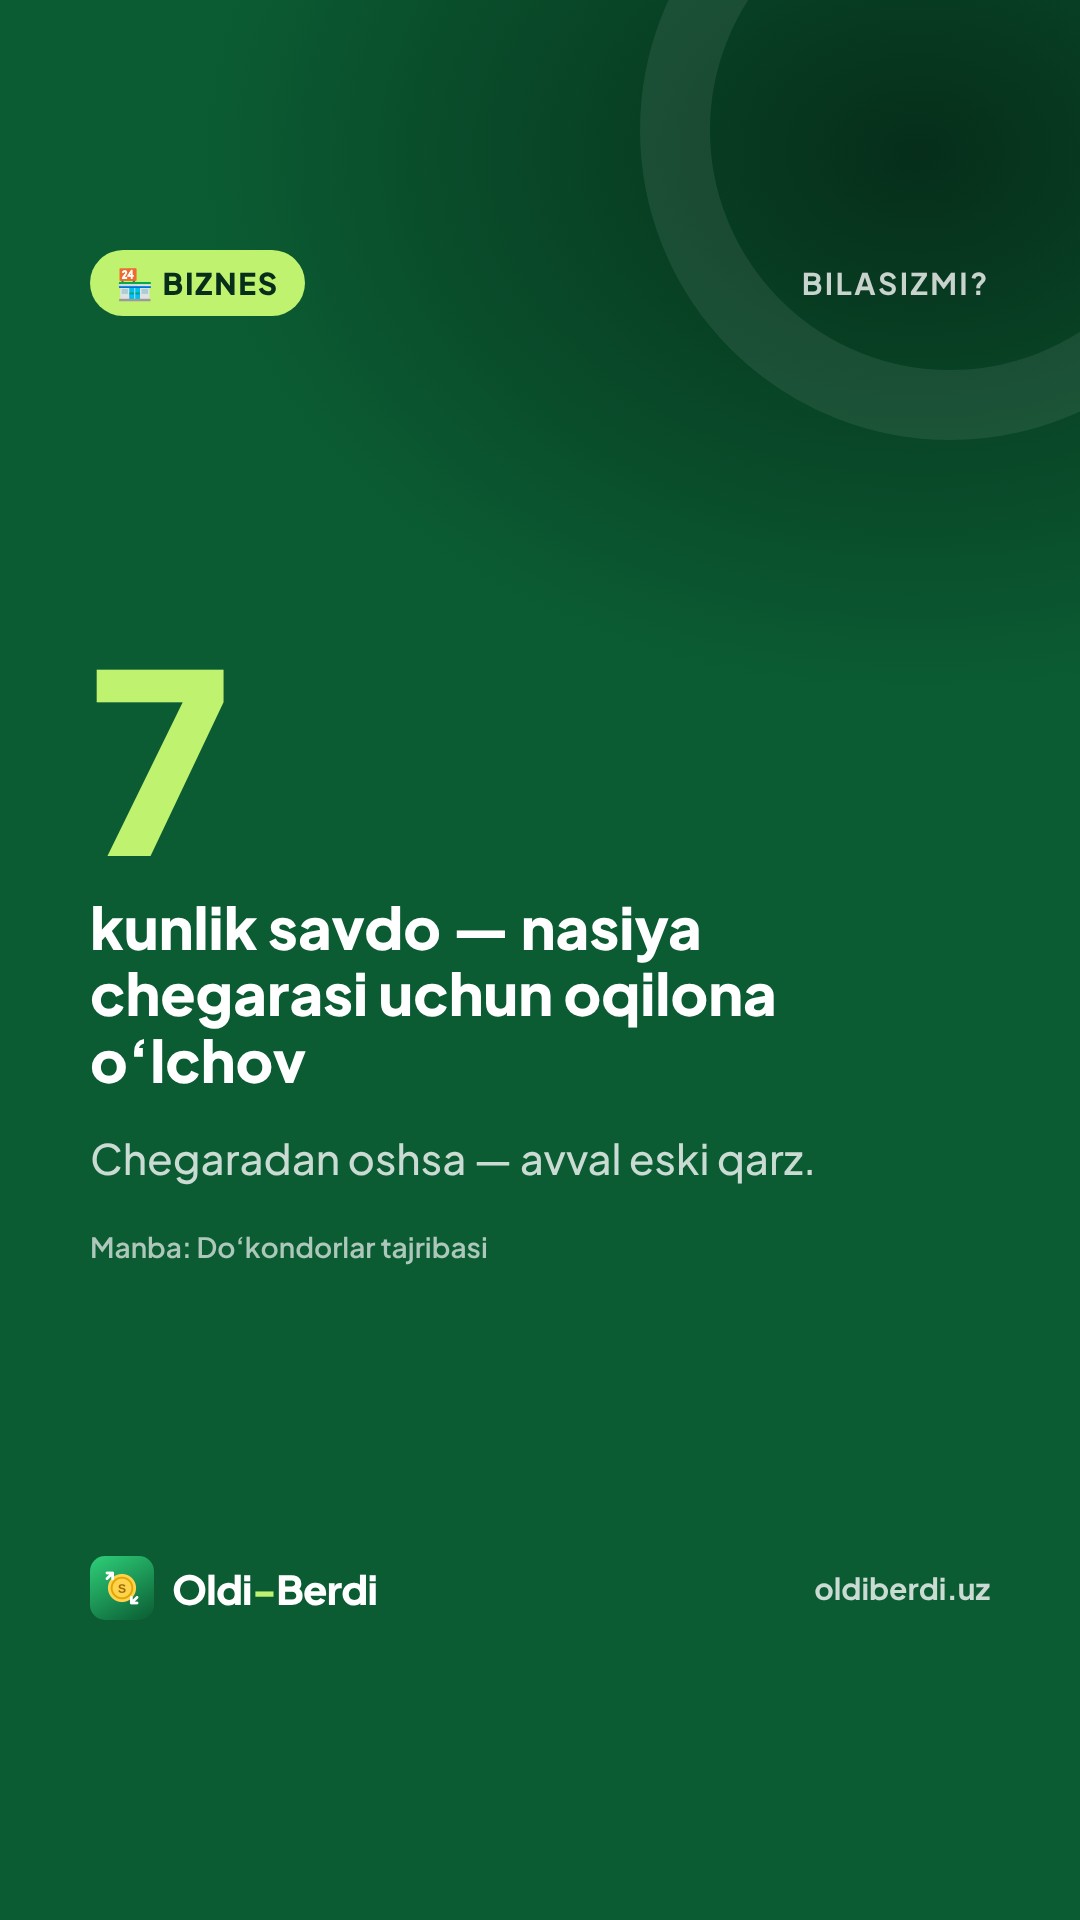 BIZNES
BILASIZMI?
7
kunlik savdo — nasiya
chegarasi uchun oqilona
o‘lchov
Chegaradan oshsa — avval eski qarz.
Manba: Do‘kondorlar tajribasi
Oldi-Berdi
oldiberdi.uz